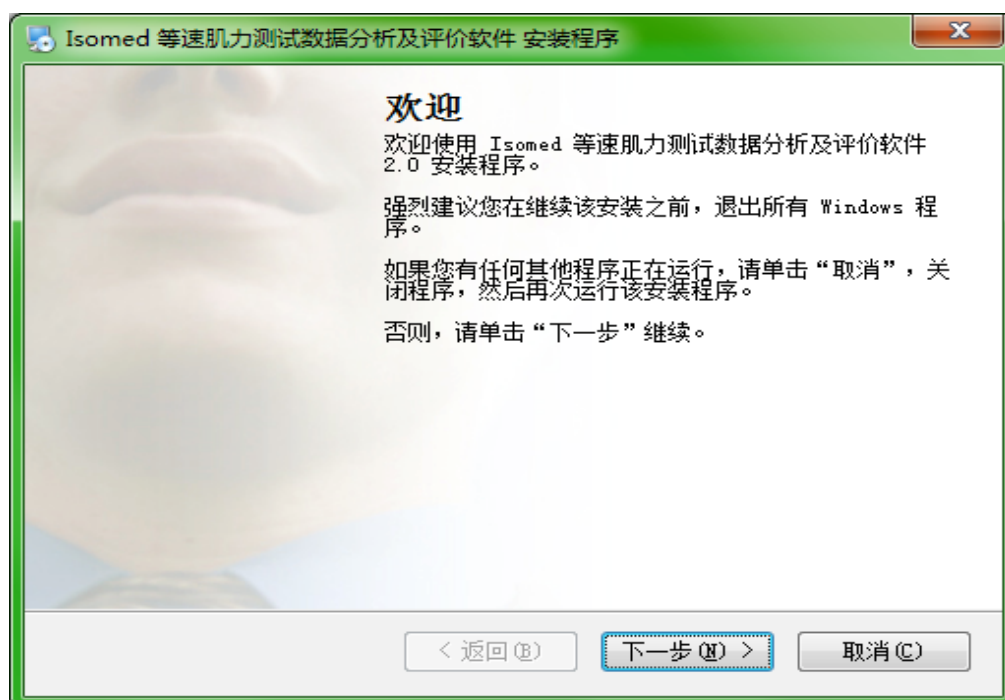 Isomed 等速肌力测试数据分析及评价软件 安装程序
欢迎
欢迎使用 Isomed 等速肌力测试数据分析及评价软件
2.0 安装程序。
强烈建议您在继续该安装之前，退出所有 Windows 程
序。
如果您有任何其他程序正在运行，请单击“取消”，关
闭程序，然后再次运行该安装程序。
否则，请单击“下一步”继续。
< 返回(B) 下一步(N) > 取消(C)